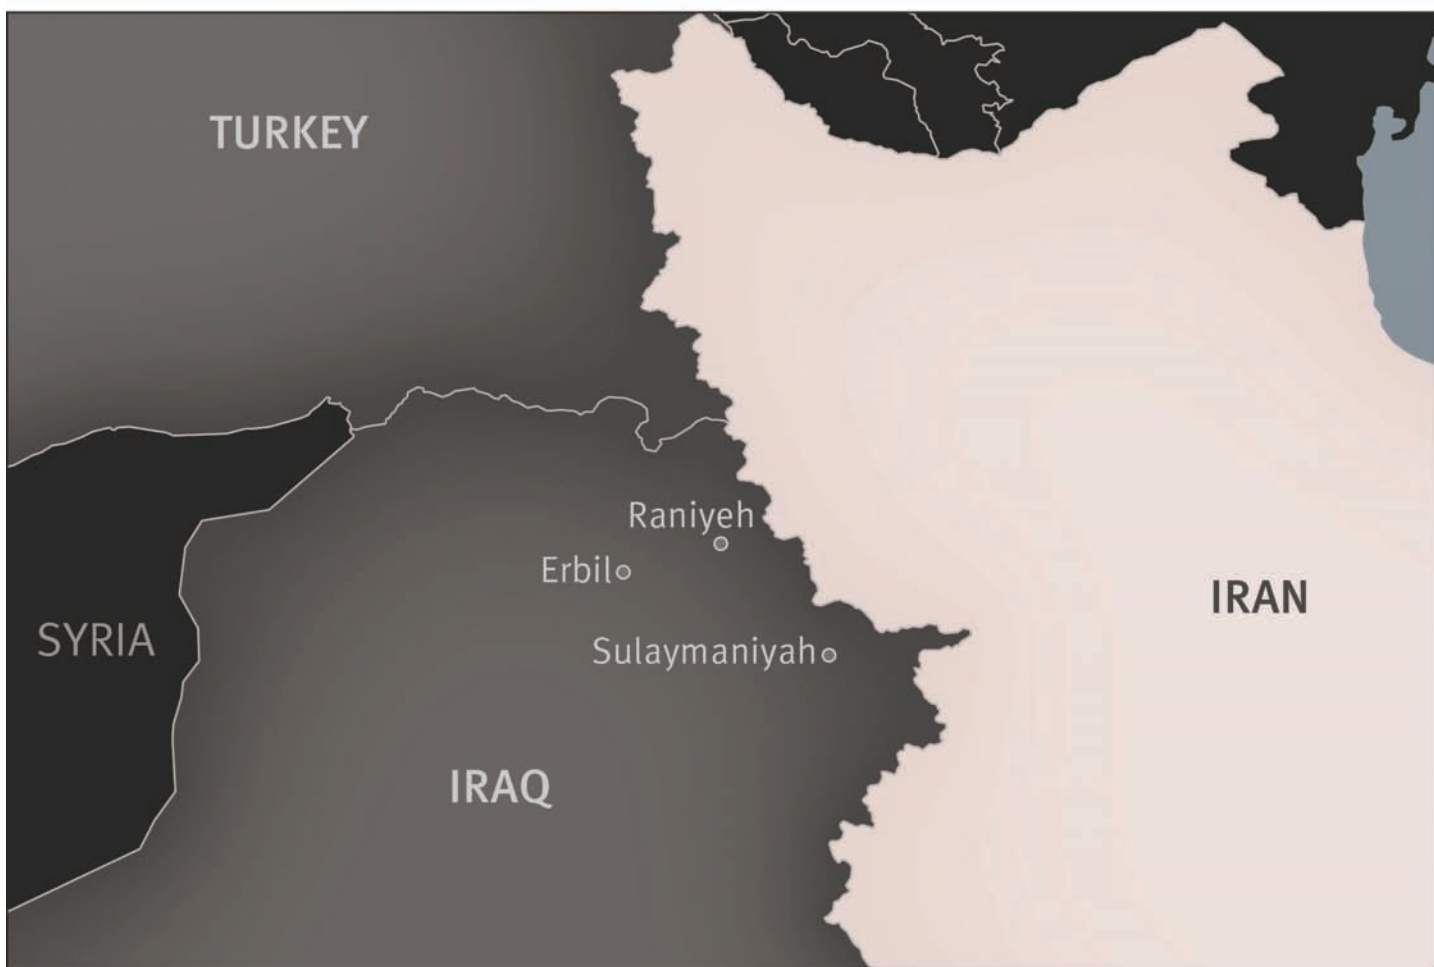 TURKEY
Raniyeh
Erbil
IRAN
SYRIA
Sulaymaniyah
IRAQ